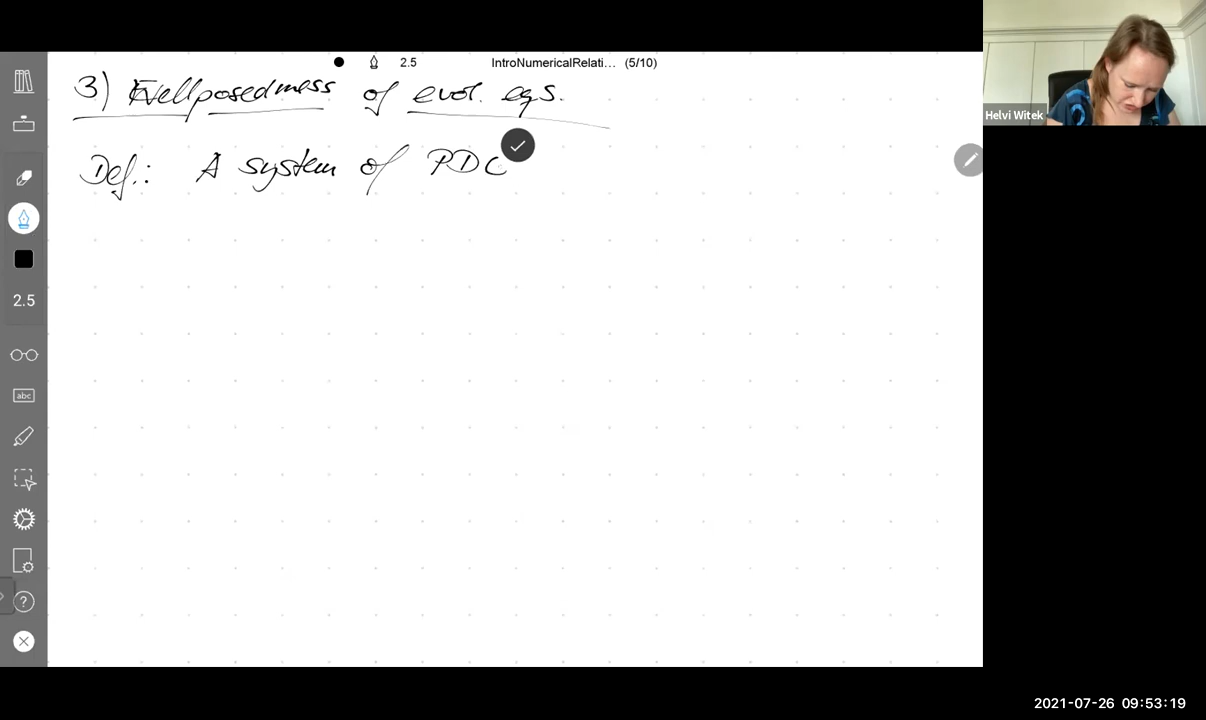 2.5 IntroNumericalRelati... (5/10)
3) Wellposedness of evol. eqs.
Def.: A system of PDE
2.5
abc
?
Helvi Witek
2021-07-26 09:53:19